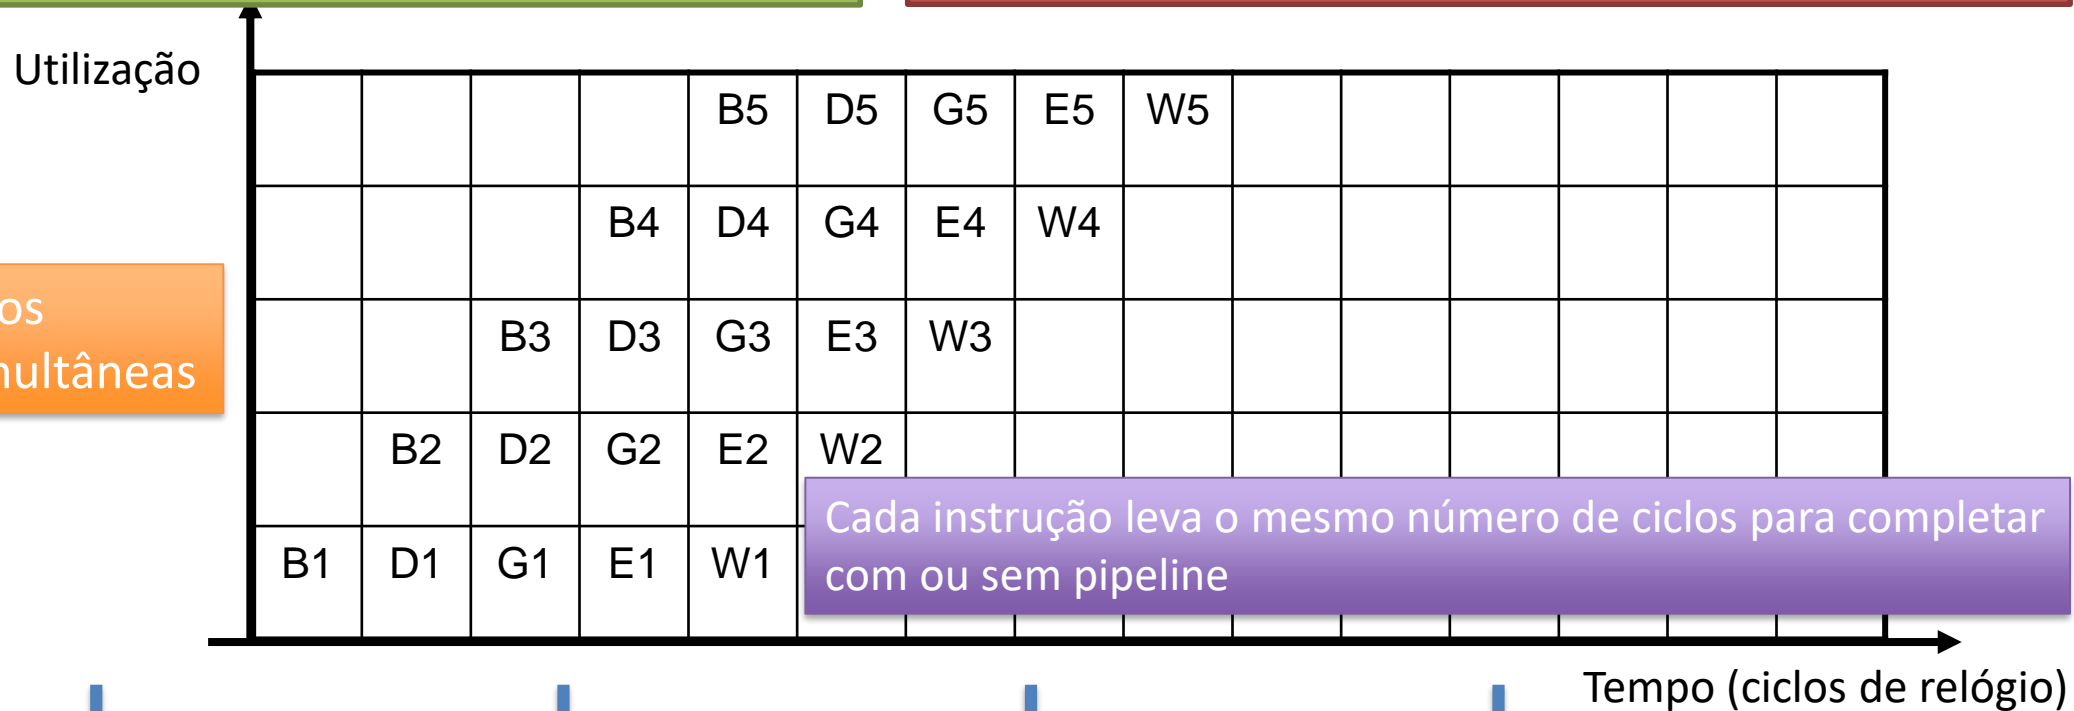 Utilização
B5 D5 G5 E5 W5
B4 D4 G4 E4 W4
B3 D3 G3 E3 W3
B2 D2 G2 E2 W2
B1 D1 G1 E1 W1
Cada instrução leva o mesmo número de ciclos para completar
com ou sem pipeline
Tempo (ciclos de relógio)